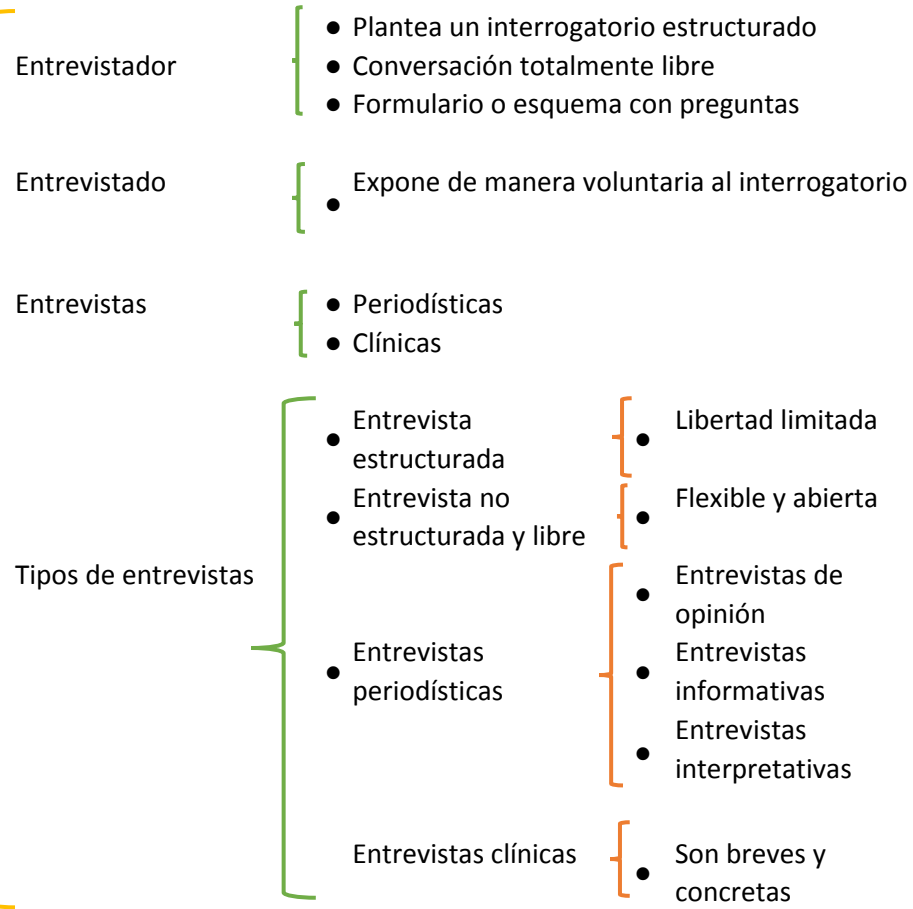 Entrevistador
● Plantea un interrogatorio estructurado
● Conversación totalmente libre
● Formulario o esquema con preguntas
Entrevistado
● Expone de manera voluntaria al interrogatorio
Entrevistas
● Periodísticas
● Clínicas
Tipos de entrevistas
● Entrevista
estructurada
● Libertad limitada
● Entrevista no
estructurada y libre
● Flexible y abierta
● Entrevistas
periodísticas
● Entrevistas de
opinión
● Entrevistas
informativas
● Entrevistas
interpretativas
Entrevistas clínicas
● Son breves y
concretas